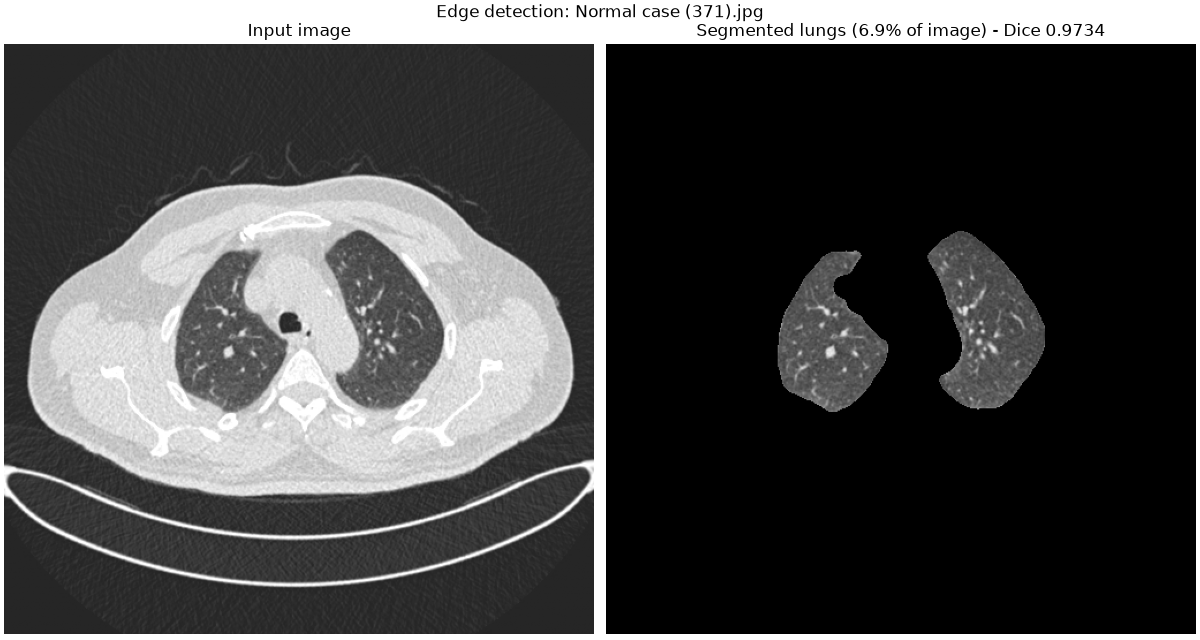 Edge detection: Normal case (371).jpg
Input image
Segmented lungs (6.9% of image) - Dice 0.9734